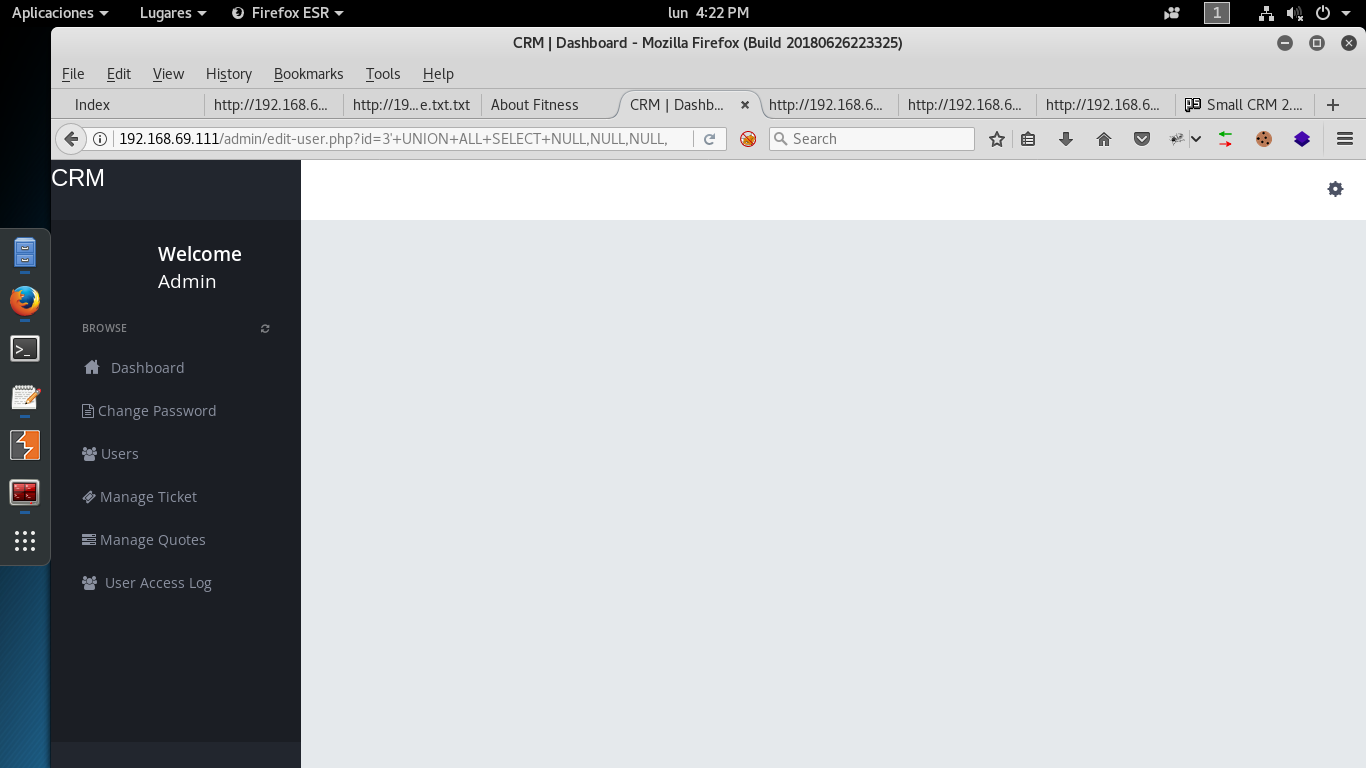 Aplicaciones Lugares Firefox ESR lun 4:22 PM 1
CRM | Dashboard - Mozilla Firefox (Build 20180626223325)
File Edit View History Bookmarks Tools Help
Index http://192.168.6... http://19...e.txt.txt About Fitness CRM | Dashb... http://192.168.6... http://192.168.6... http://192.168.6... Small CRM 2....
192.168.69.111/admin/edit-user.php?id=3'+UNION+ALL+SELECT+NULL,NULL,NULL, Search
CRM
Welcome
Admin
BROWSE
Dashboard
Change Password
Users
Manage Ticket
Manage Quotes
User Access Log